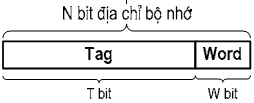 N bit địa chỉ bộ nhớ
Tag Word
T bit W bit